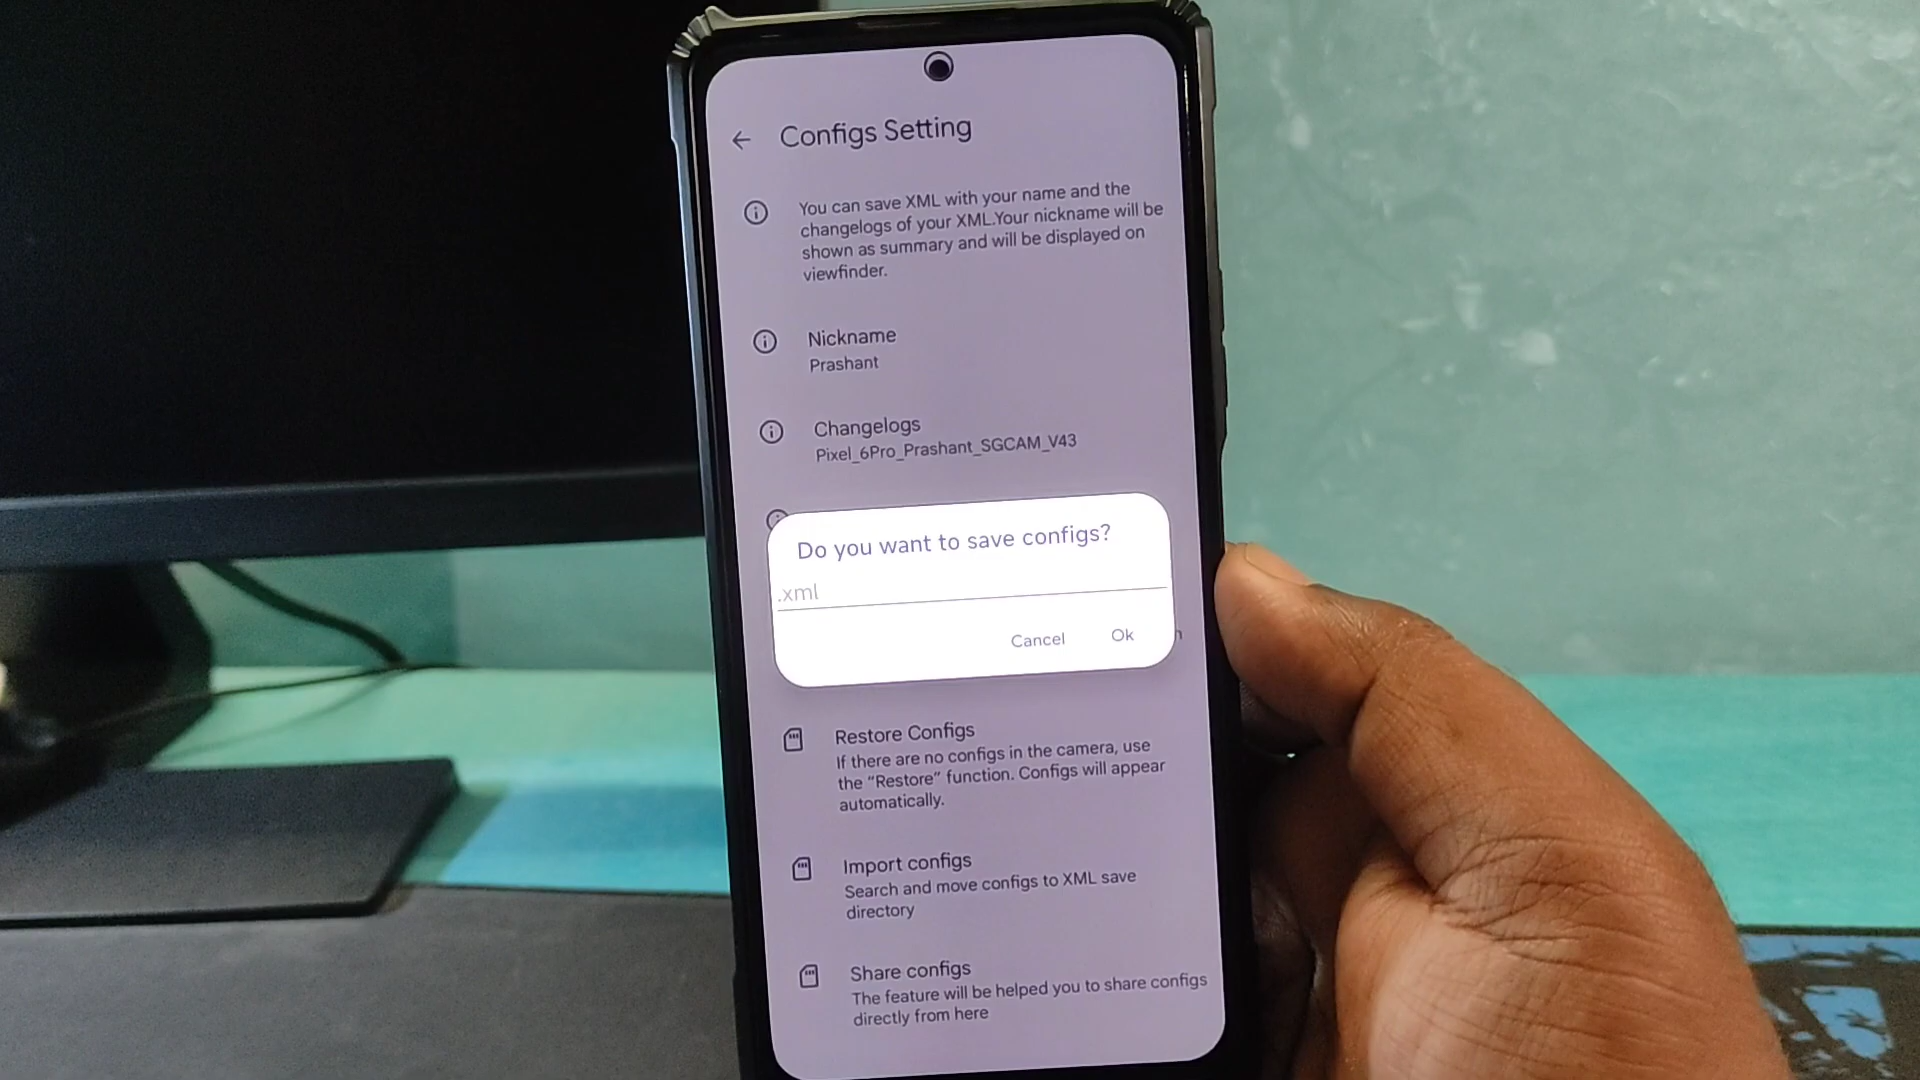 Configs Setting
You can save XML with your name and the
changelogs of your XML.Your nickname will be
shown as summary and will be displayed on
viewfinder.
Nickname
Prashant
Changelogs
Pixel_6Pro_Prashant_SGCAM_V43
Do you want to save configs?
.xml
Cancel
Ok
Restore Configs
If there are no configs in the camera, use
the “Restore” function. Configs will appear
automatically.
Import configs
Search and move configs to XML save
directory
Share configs
The feature will be helped you to share configs
directly from here